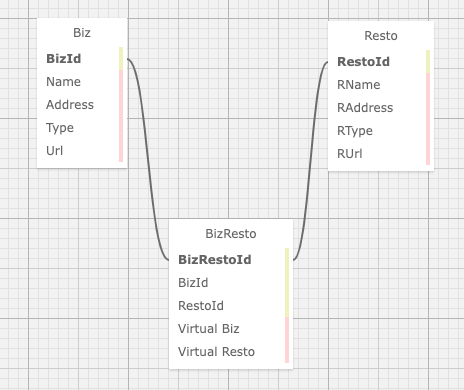 Biz
BizId
Name
Address
Type
Url
Resto
RestoId
RName
RAddress
RType
RUrl
BizResto
BizRestoId
BizId
RestoId
Virtual Biz
Virtual Resto